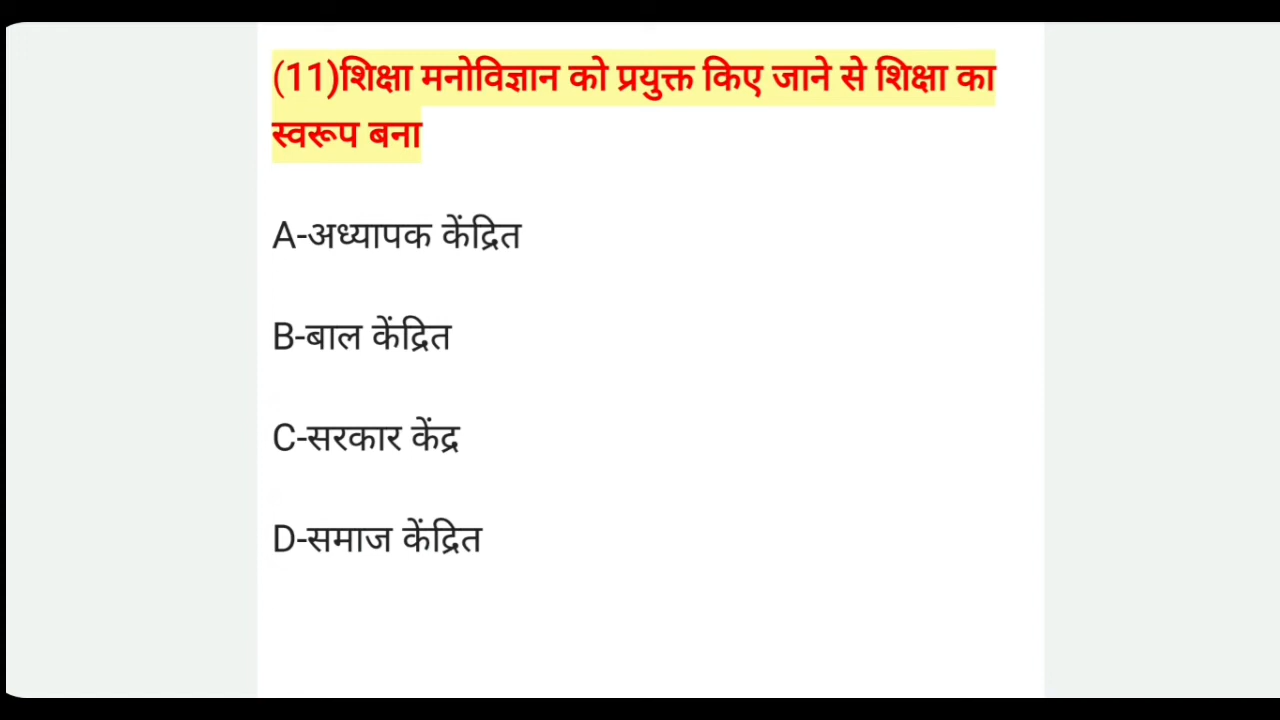 (11)शिक्षा मनोविज्ञान को प्रयुक्त किए जाने से शिक्षा का
स्वरूप बना
A-अध्यापक केंद्रित
B-बाल केंद्रित
C-सरकार केंद्र
D-समाज केंद्रित